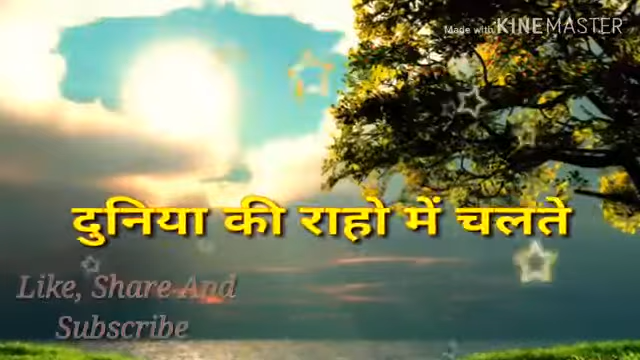 Made with KINEMASTER
दुनिया की राहो में चलते
Like, Share And
Subscribe